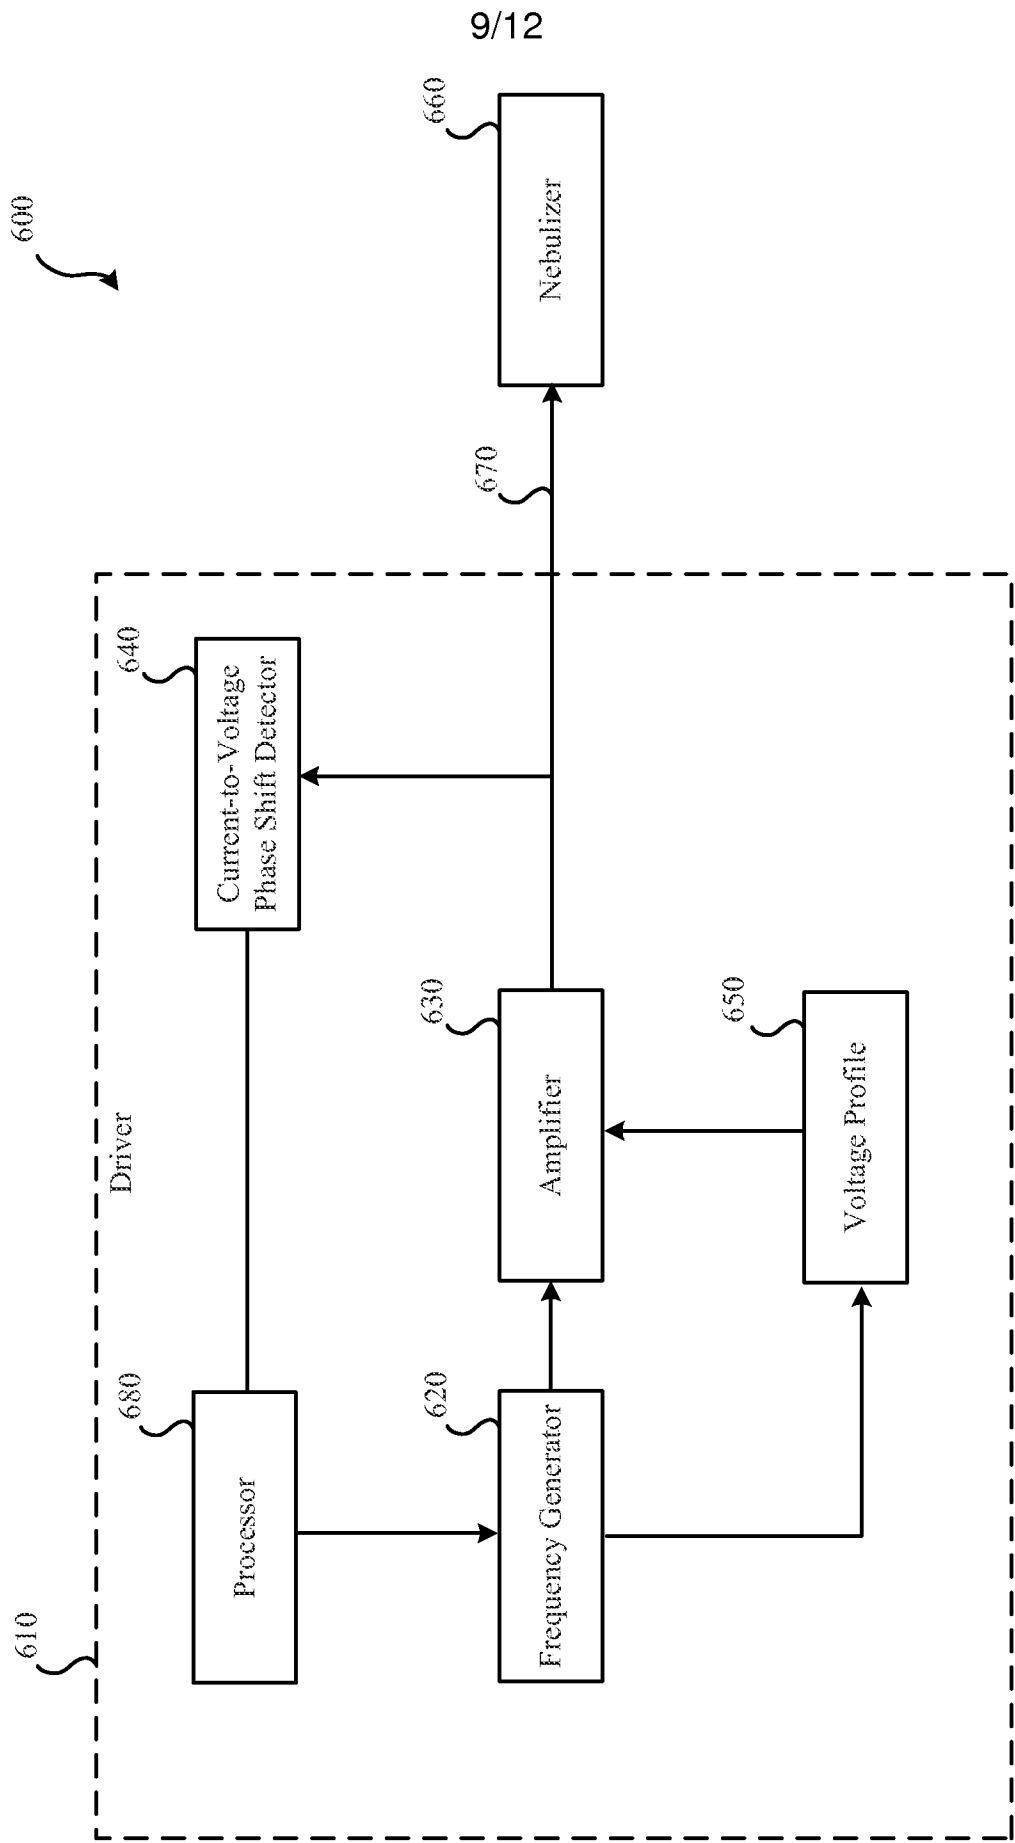 9/12
600
610
Driver
680
Processor
640
Current-to-Voltage
Phase Shift Detector
620
Frequency Generator
630
Amplifier
670
660
Nebulizer
650
Voltage Profile